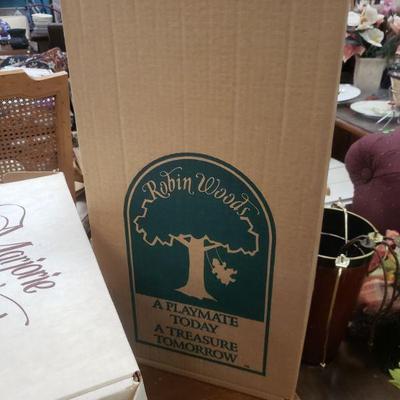 Robin Woods
A PLAYMATE
TODAY
A TREASURE
TOMORROW
Marjorie